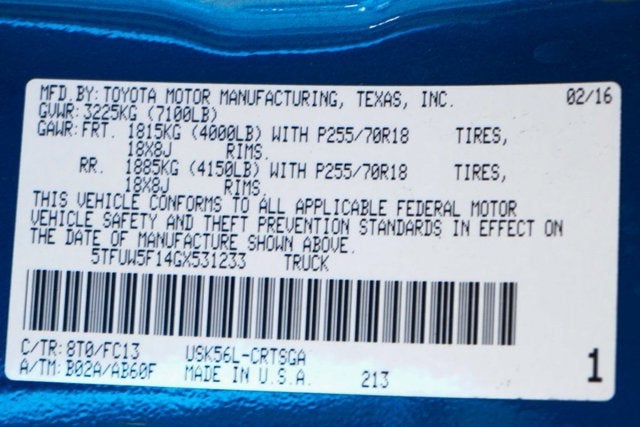 MFD.BY:TOYOTA MOTOR MANUFACTURING, TEXAS, INC. 02/16
GVWR:3225KG (7100LB)
GAWR:FRT. 1815KG (4000LB) WITH P255/70R18 TIRES,
18X8J RIMS.
RR. 1885KG (4150LB) WITH P255/70R18 TIRES,
18X8J RIMS.
THIS VEHICLE CONFORMS TO ALL APPLICABLE FEDERAL MOTOR
VEHICLE SAFETY AND THEFT PREVENTION STANDARDS IN EFFECT ON
THE DATE OF MANUFACTURE SHOWN ABOVE.
5TFUW5F14GX531233 TRUCK
C/TR:8T0/FC13 USK56L-CRTSGA
A/TM:B02A/AB60F MADE IN U.S.A. 213
1